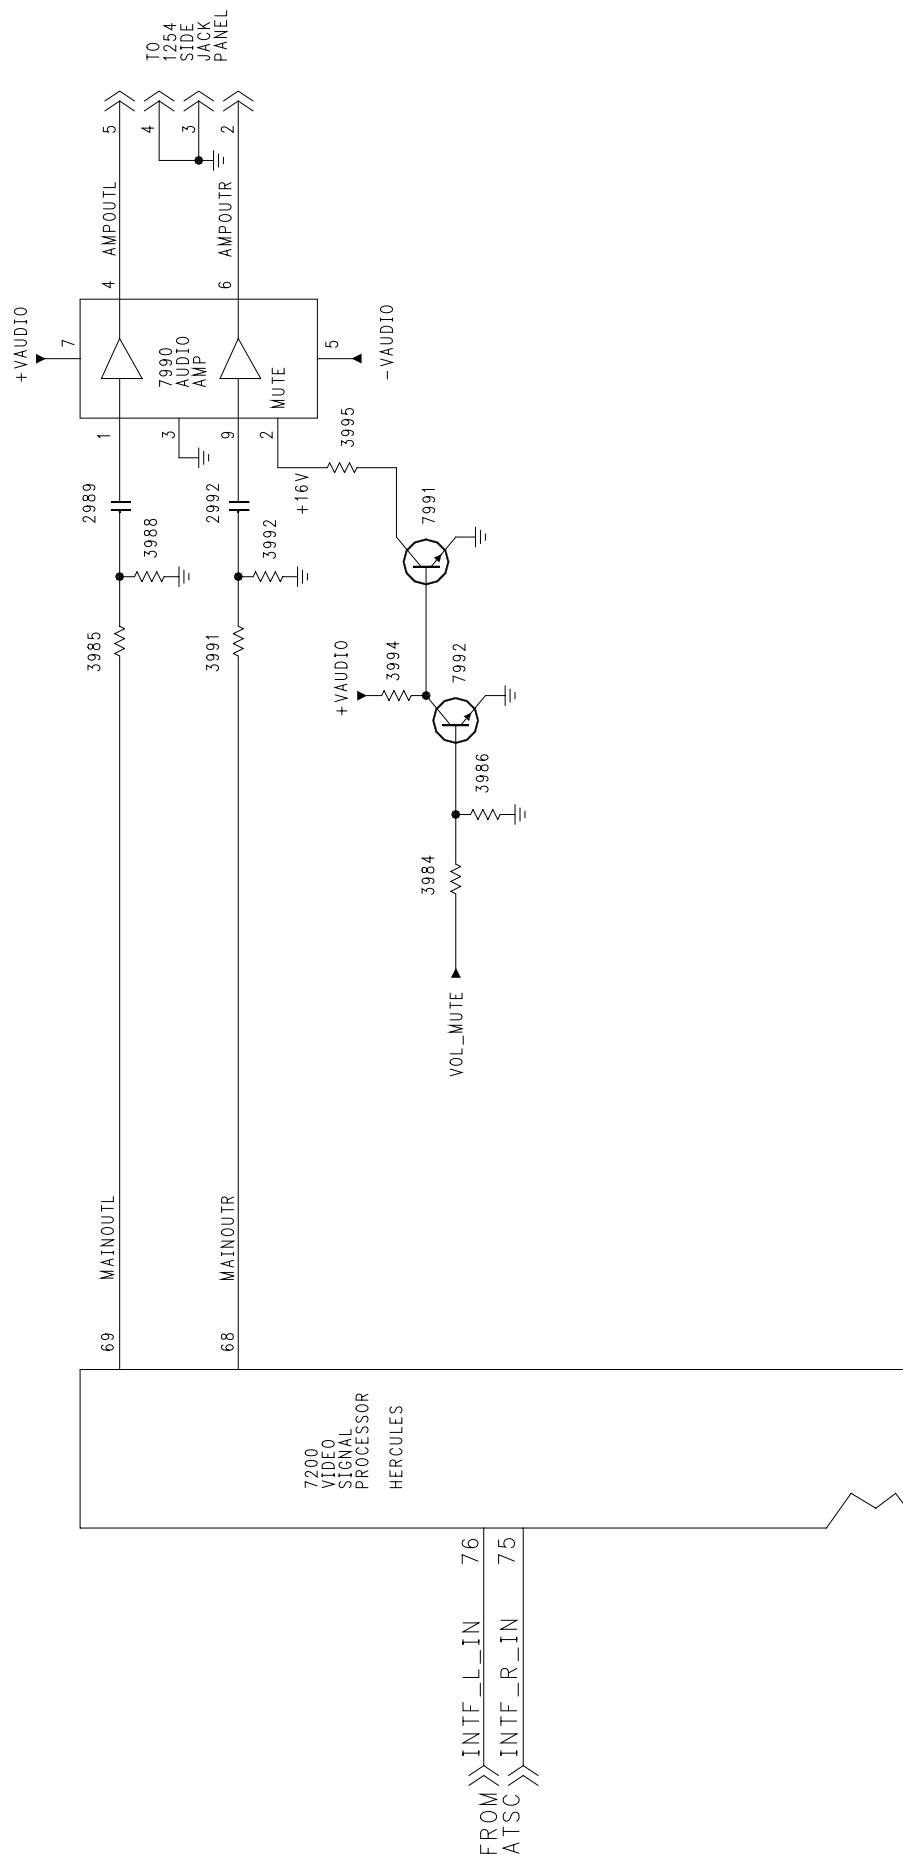 TO
1254
SIDE
JACK
PANEL
5
4
3
2
AMPOUTL
AMPOUTR
4
6
+VAUDIO
7
7990
AUDIO
AMP
MUTE
5
-VAUDIO
1
3
9
2
2989
3988
2992
3992
+16V
3995
7991
3985
3991
+VAUDIO
3994
7992
3986
3984
VOL_MUTE
MAINOUTL
MAINOUTR
69
68
7200
VIDEO
SIGNAL
PROCESSOR
HERCULES
76
75
INTF_L_IN
INTF_R_IN
FROM
ATSC